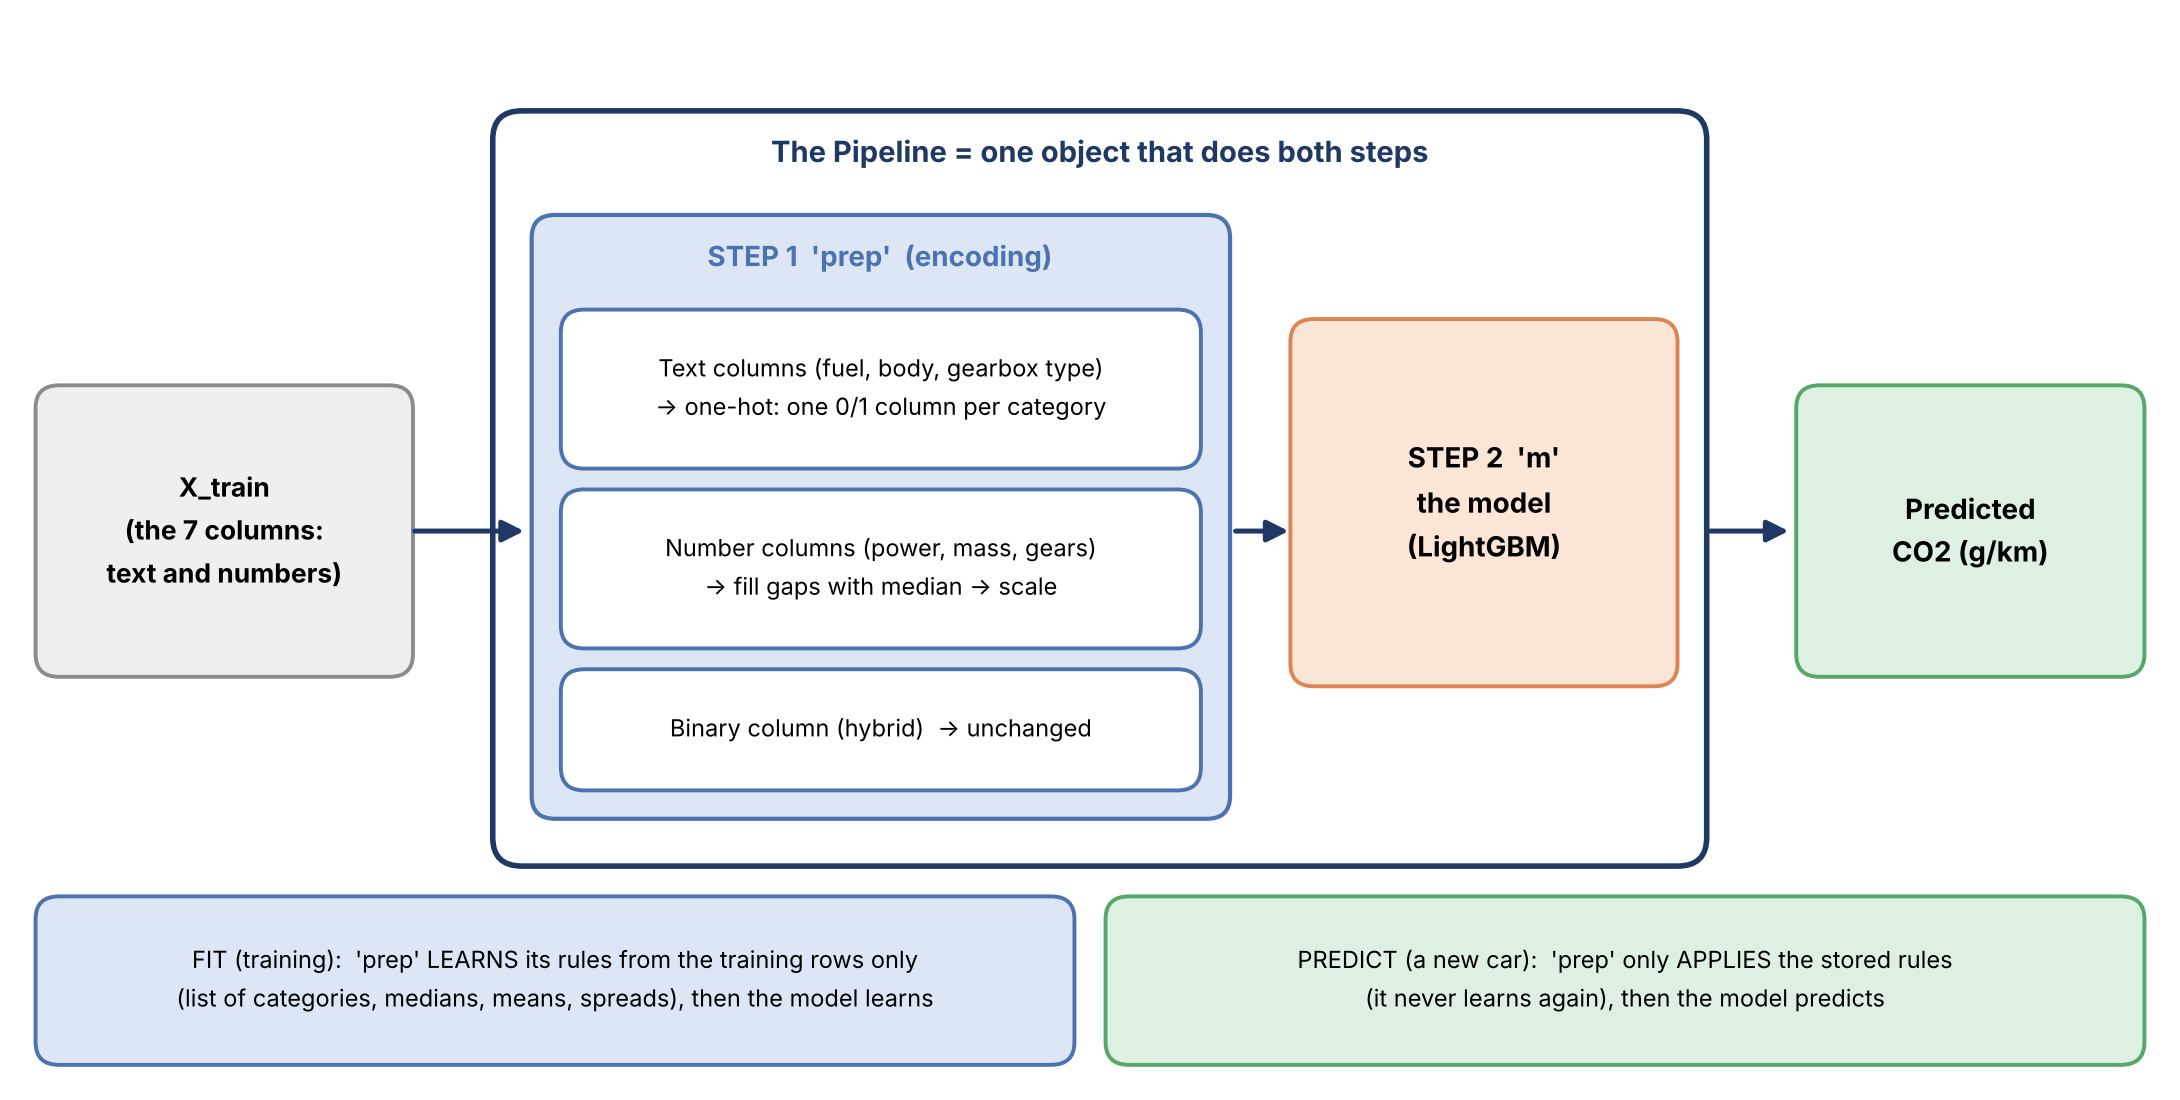 The Pipeline = one object that does both steps
STEP 1 'prep' (encoding)
Text columns (fuel, body, gearbox type)
→ one-hot: one 0/1 column per category
Number columns (power, mass, gears)
→ fill gaps with median → scale
Binary column (hybrid) → unchanged
X_train
(the 7 columns:
text and numbers)
STEP 2 'm'
the model
(LightGBM)
Predicted
CO2 (g/km)
FIT (training): 'prep' LEARNS its rules from the training rows only
(list of categories, medians, means, spreads), then the model learns
PREDICT (a new car): 'prep' only APPLIES the stored rules
(it never learns again), then the model predicts